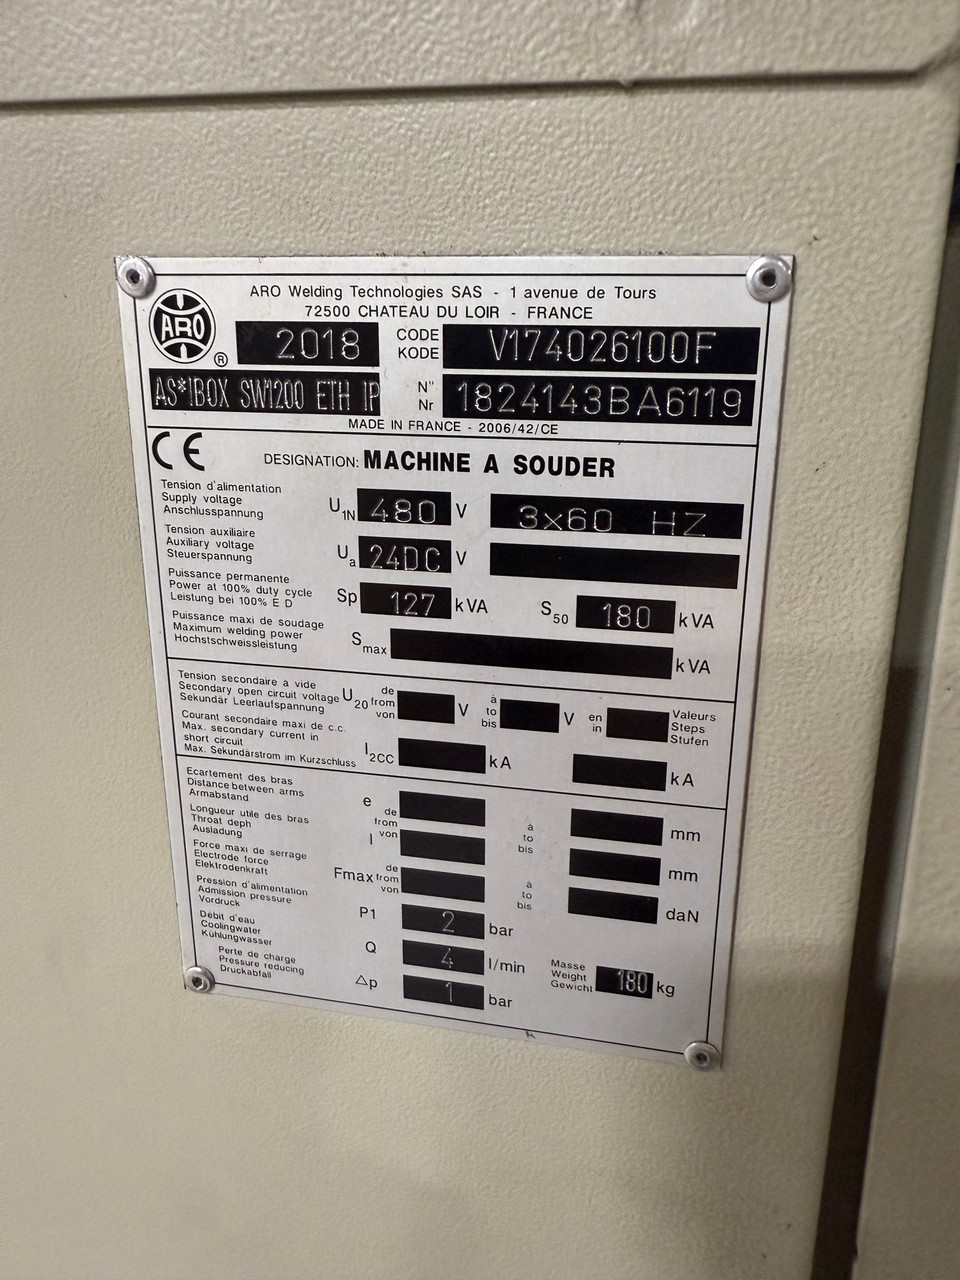 ARO Welding Technologies SAS - 1 avenue de Tours
72500 CHATEAU DU LOIR - FRANCE
ARO ®
2018 CODE KODE V174026100F
AS*IBOX SW1200 ETH IP N" Nr 1824143BA6119
MADE IN FRANCE - 2006/42/CE
CE DESIGNATION: MACHINE A SOUDER
Tension d'alimentation
Supply voltage U1N 480 V 3x60 HZ
Anschlusspannung
Tension auxiliaire
Auxiliary voltage Ua 24DC V
Steuerspannung
Puissance permanente
Power at 100% duty cycle Sp 127 kVA S50 180 kVA
Leistung bei 100% E D
Puissance maxi de soudage
Maximum welding power Smax kVA
Hochstschweissleistung
Tension secondaire a vide de à en Valeurs
Secondary open circuit voltage U20 from V to V in Steps
Sekundär Leerlaufspannung von bis Stufen
Courant secondaire maxi de c.c.
Max. secondary current in
short circuit I2CC kA kA
Max. Sekundärstrom im Kurzschluss
Ecartement des bras
Distance between arms e mm
Armabstand de à
Longueur utile des bras from to
Throat deph von bis
Ausladung l mm
Force maxi de serrage de à
Electrode force Fmax from to daN
Elektrodenkraft von bis
Pression d'alimentation
Admission pressure P1 2 bar
Vordruck
Débit d'eau
Coolingwater Q 4 l/min
Kühlungwasser
Perte de charge
Pressure reducing Δp 1 bar
Druckabfall
Masse
Weight 180 kg
Gewicht